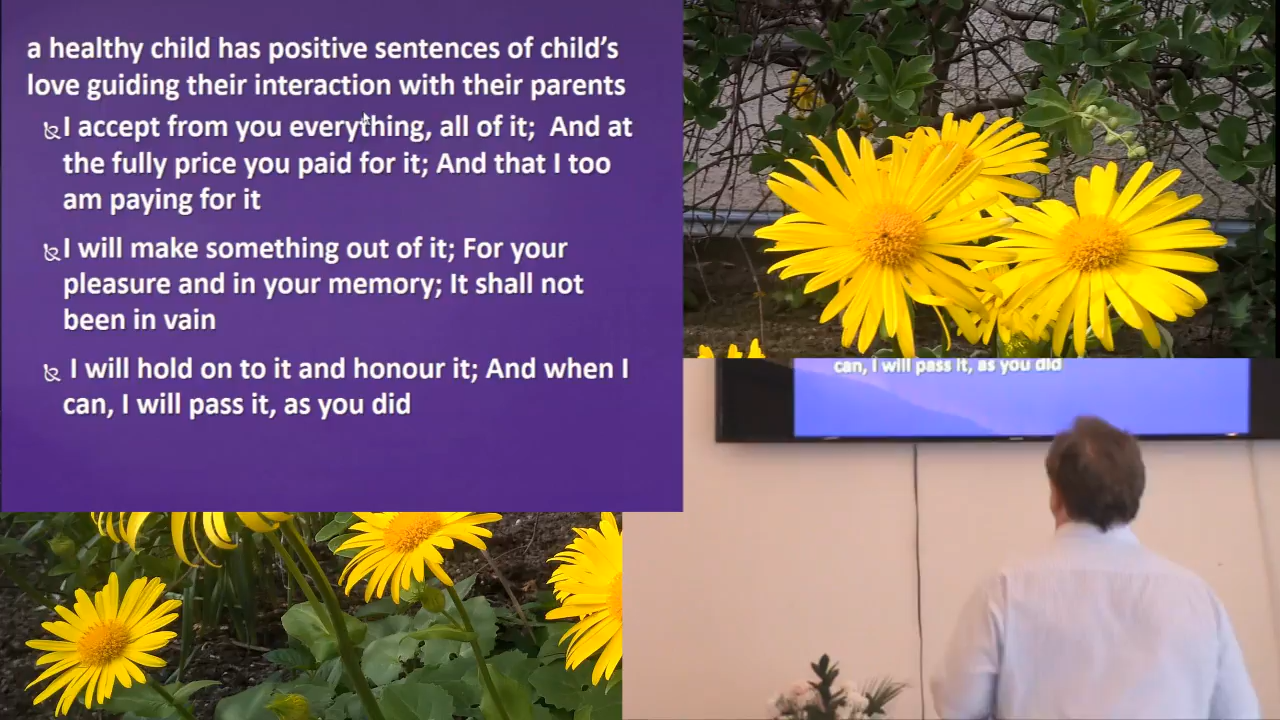 a healthy child has positive sentences of child's
love guiding their interaction with their parents
I accept from you everything, all of it;  And at
the fully price you paid for it; And that I too
am paying for it
I will make something out of it; For your
pleasure and in your memory; It shall not
been in vain
I will hold on to it and honour it; And when I
can, I will pass it, as you did
can, I will pass it, as you did